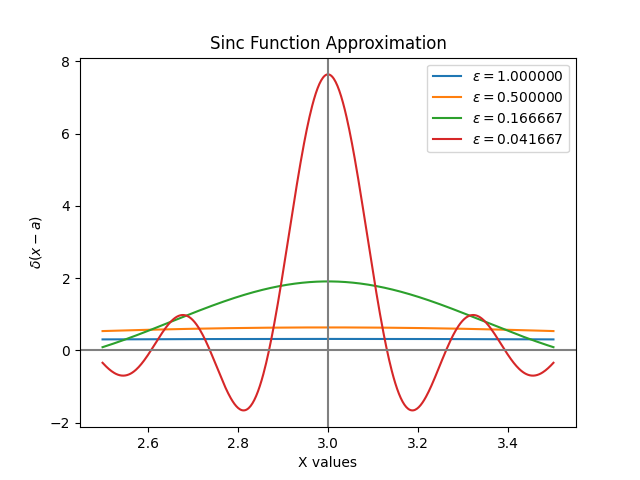 Sinc Function Approximation
8
6
4
2
0
−2
δ(x − a)
ε = 1.000000
ε = 0.500000
ε = 0.166667
ε = 0.041667
2.6 2.8 3.0 3.2 3.4
X values